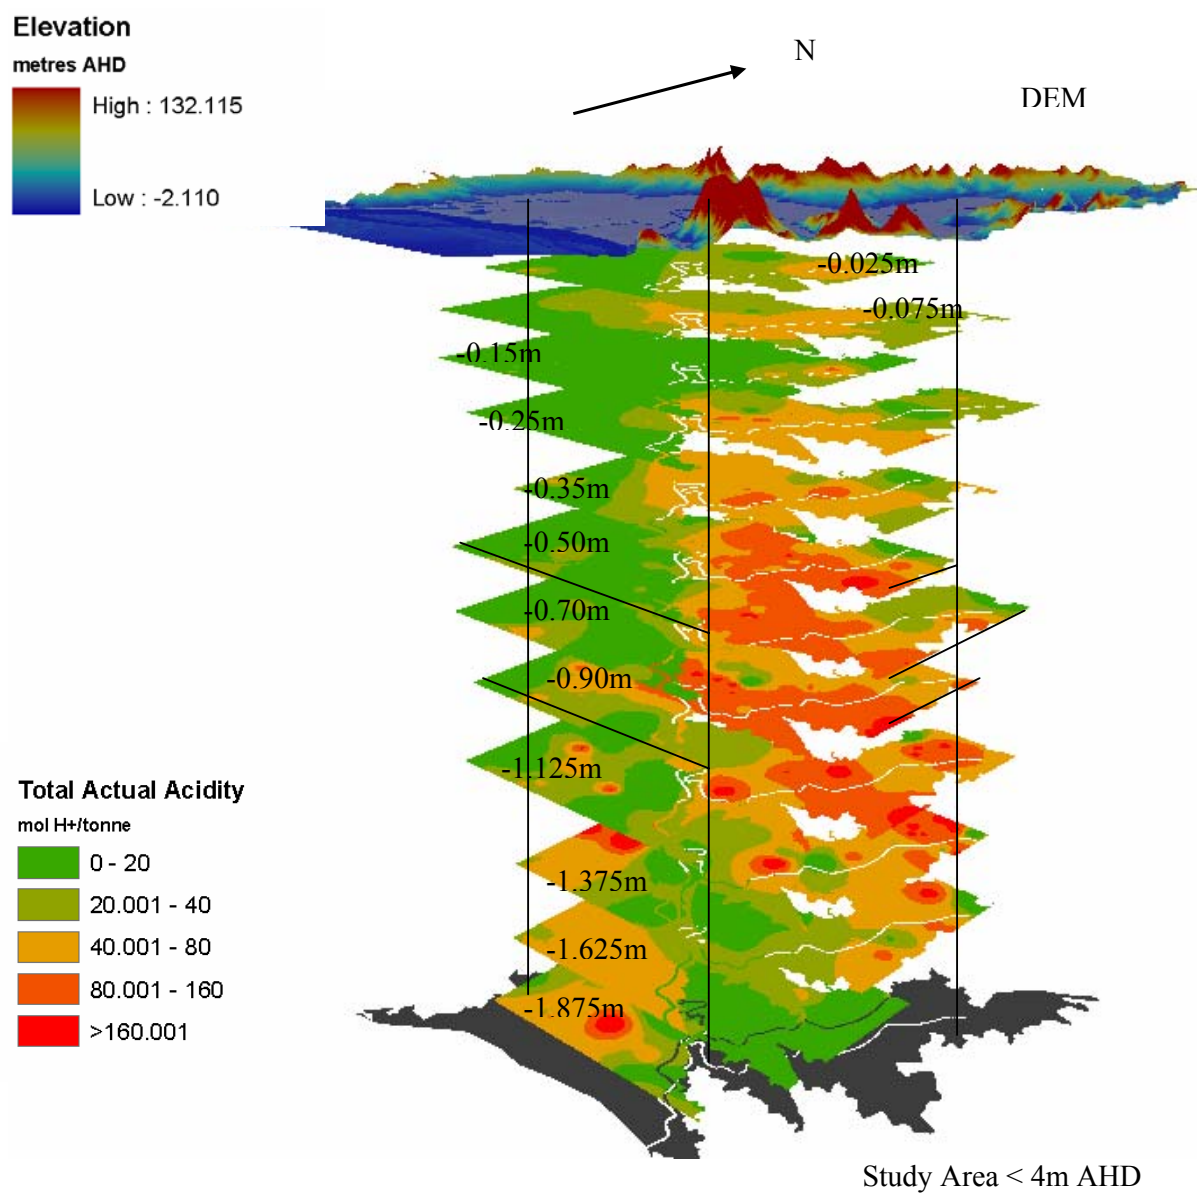 Elevation
metres AHD
High : 132.115
Low : -2.110
N
DEM
-0.025m
-0.075m
-0.15m
-0.25m
-0.35m
-0.50m
-0.70m
-0.90m
-1.125m
-1.375m
-1.625m
-1.875m
Total Actual Acidity
mol H+/tonne
0 - 20
20.001 - 40
40.001 - 80
80.001 - 160
>160.001
Study Area < 4m AHD